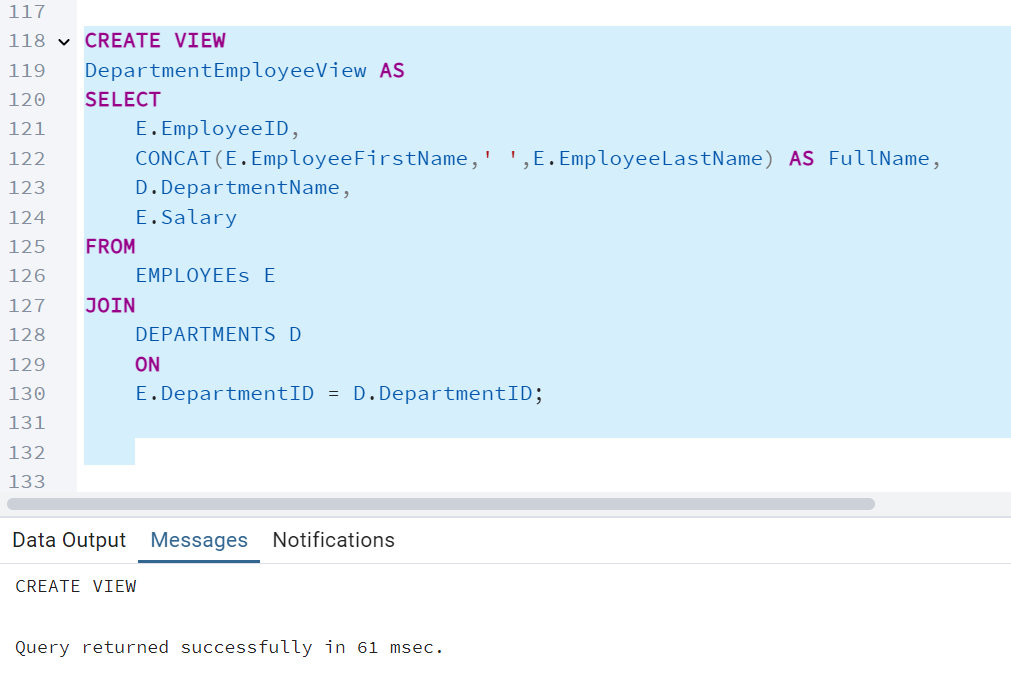 117
118 CREATE VIEW
119 DepartmentEmployeeView AS
120 SELECT
121 E.EmployeeID,
122 CONCAT(E.EmployeeFirstName,' ',E.EmployeeLastName) AS FullName,
123 D.DepartmentName,
124 E.Salary
125 FROM
126 EMPLOYEEs E
127 JOIN
128 DEPARTMENTS D
129 ON
130 E.DepartmentID = D.DepartmentID;
131
132
133
Data Output Messages Notifications
CREATE VIEW
Query returned successfully in 61 msec.